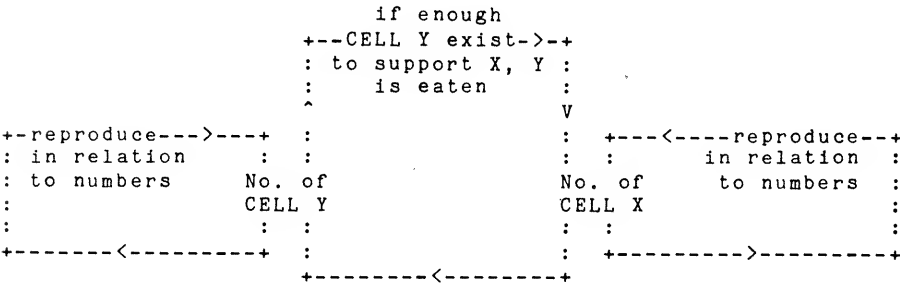 if enough
+--CELL Y exist->-+
: to support X, Y :
: is eaten :
^ V
+-reproduce--->---+ : : +---<----reproduce--+
: in relation : : : : in relation :
: to numbers No. of No. of to numbers :
: CELL Y CELL X :
: : : : : :
+-------<---------+ : : +--------->---------+
+--------<--------+